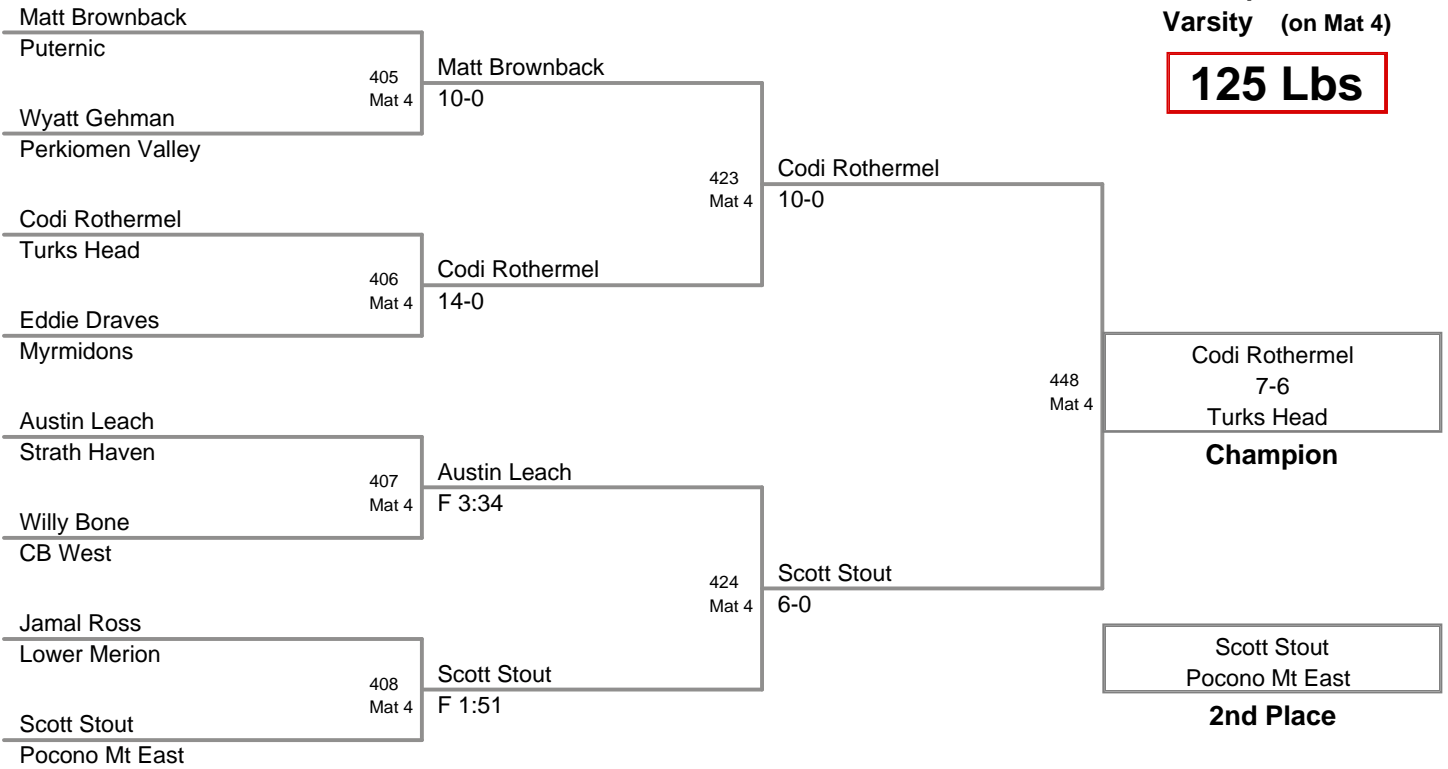 Varsity (on Mat 4)
125 Lbs
Matt Brownback
Puternic
405
Mat 4
Wyatt Gehman
Perkiomen Valley
Matt Brownback
10-0
Codi Rothermel
Turks Head
406
Mat 4
Eddie Draves
Myrmidons
Codi Rothermel
14-0
423
Mat 4
Codi Rothermel
10-0
Austin Leach
Strath Haven
407
Mat 4
Willy Bone
CB West
Austin Leach
F 3:34
Jamal Ross
Lower Merion
408
Mat 4
Scott Stout
Pocono Mt East
Scott Stout
F 1:51
424
Mat 4
Scott Stout
6-0
448
Mat 4
Codi Rothermel
7-6
Turks Head
Champion
Scott Stout
Pocono Mt East
2nd Place